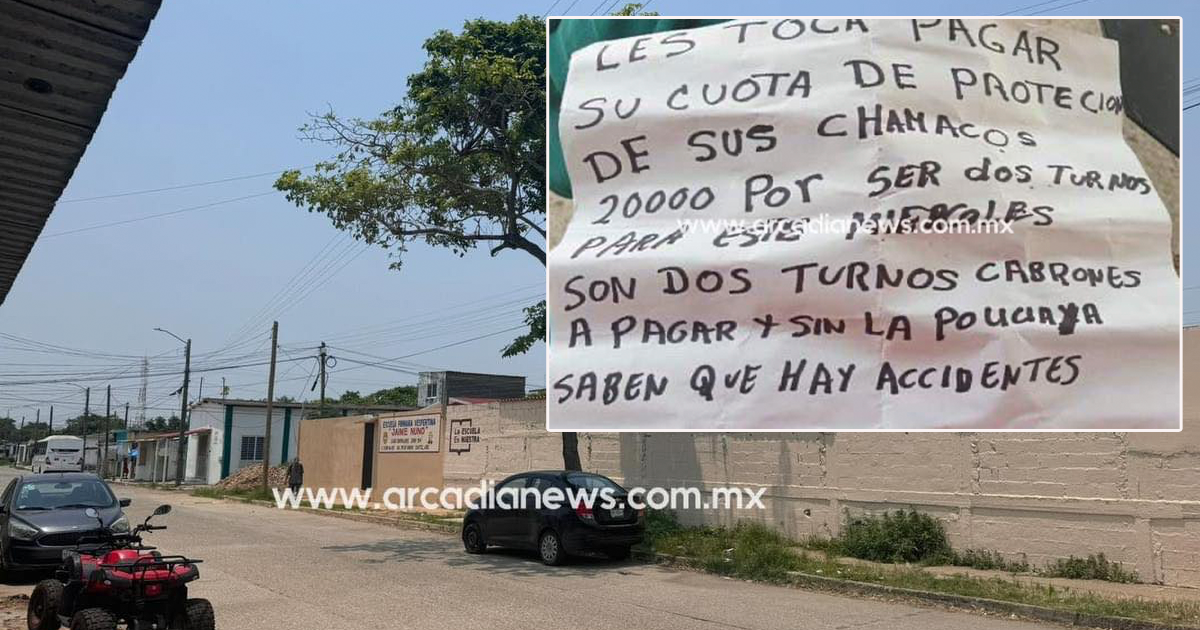 LES TOCA PAGAR
SU CUOTA DE PROTECION
DE SUS CHAMACOS
20000 POR SER dos TURNOS
PARA ESTE MIERCOLES
www.arcadianews.com.mx
SON DOS TURNOS CABRONES
A PAGAR Y SIN LA POLICIA YA
SABEN QUE HAY ACCIDENTES
ESCUELA PRIMARIA VESPERTINA
"JAIME NUNO"
La ESCUELA
Es NUESTRA
www.arcadianews.com.mx